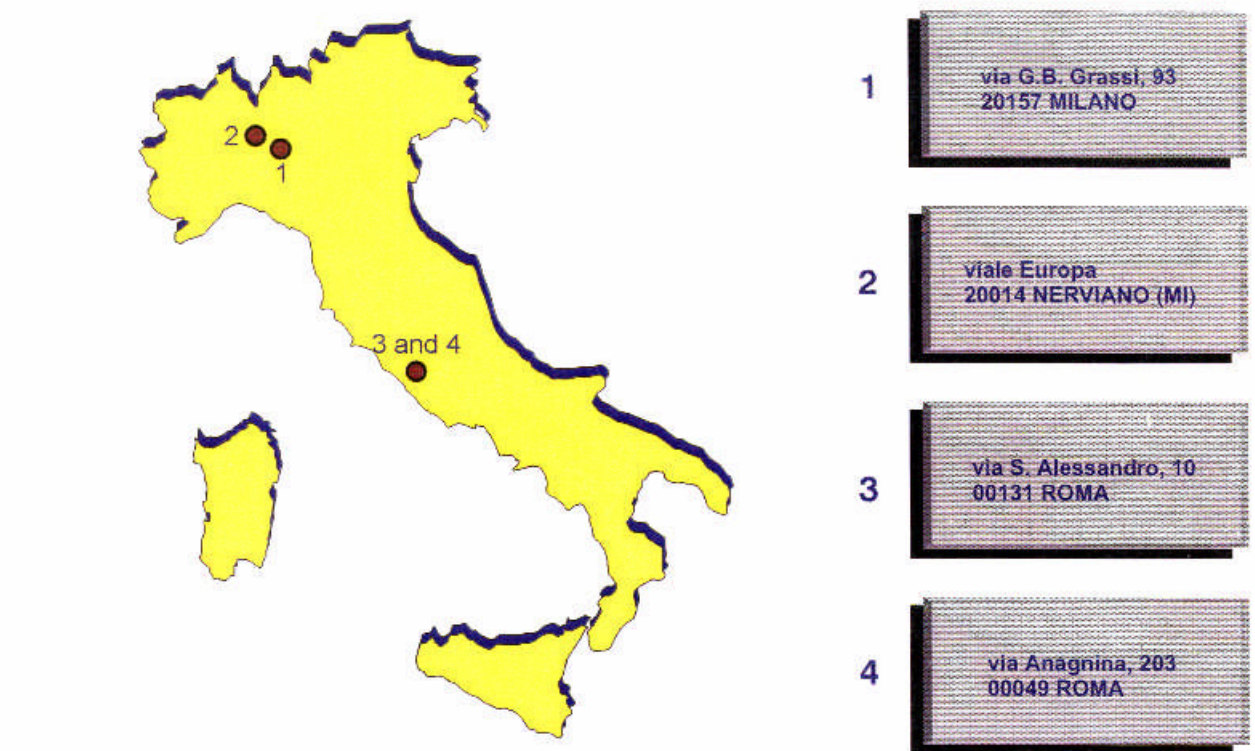 2
1
3 and 4
1
via G.B. Grassi, 93
20157 MILANO
2
viale Europa
20014 NERVIANO (MI)
3
via S. Alessandro, 10
00131 ROMA
4
via Anagnina, 203
00049 ROMA